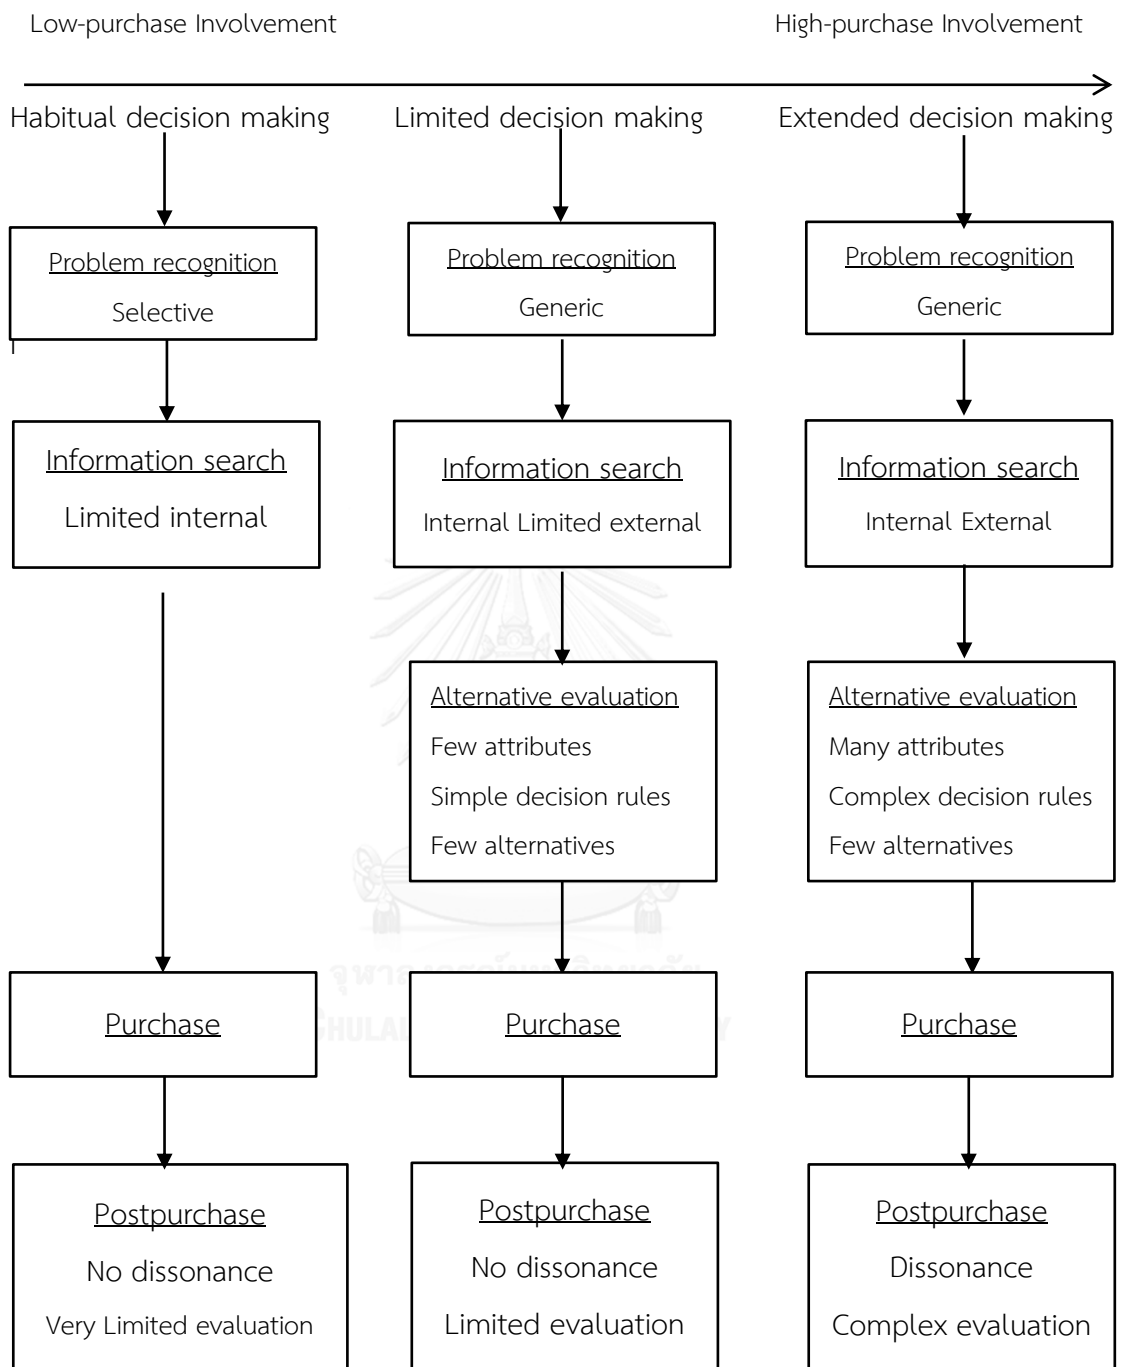 Low-purchase Involvement
High-purchase Involvement
Habitual decision making
Limited decision making
Extended decision making
Problem recognition
Selective
Problem recognition
Generic
Problem recognition
Generic
Information search
Limited internal
Information search
Internal Limited external
Information search
Internal External
Alternative evaluation
Few attributes
Simple decision rules
Few alternatives
Alternative evaluation
Many attributes
Complex decision rules
Few alternatives
Purchase
Purchase
Purchase
Postpurchase
No dissonance
Very Limited evaluation
Postpurchase
No dissonance
Limited evaluation
Postpurchase
Dissonance
Complex evaluation